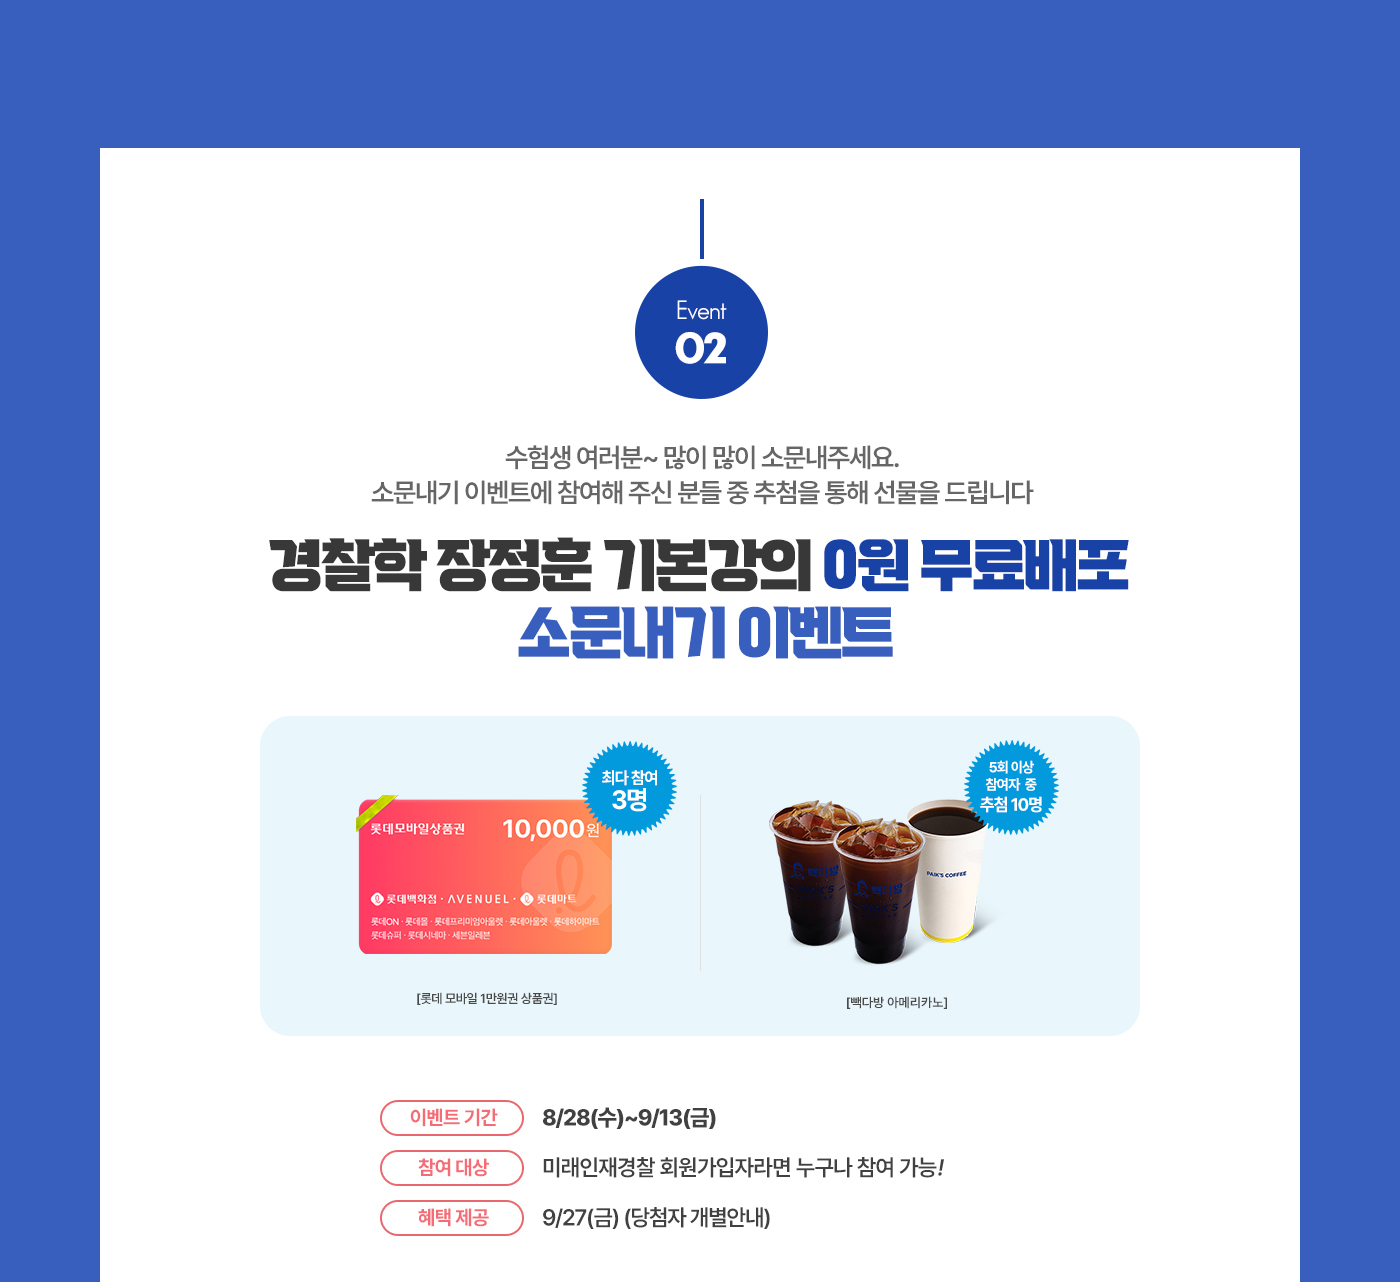 Event
02
수험생 여러분~ 많이 많이 소문내주세요.
소문내기 이벤트에 참여해 주신 분들 중 추첨을 통해 선물을 드립니다
경찰학 장정훈 기본강의 0원 무료배포
소문내기 이벤트
최다 참여
3명
롯데모바일상품권 10,000원
롯데백화점 · AVENUEL · 롯데마트
롯데ON · 롯데몰 · 롯데프리미엄아울렛 · 롯데아울렛 · 롯데하이마트
롯데슈퍼 · 롯데시네마 · 세븐일레븐
[롯데 모바일 1만원권 상품권]
5회 이상
참여자 중
추첨 10명
빽다방
PAIK'S
빽다방
PAIK'S
PAIK'S COFFEE
[빽다방 아메리카노]
이벤트 기간 8/28(수)~9/13(금)
참여 대상 미래인재경찰 회원가입자라면 누구나 참여 가능!
혜택 제공 9/27(금) (당첨자 개별안내)